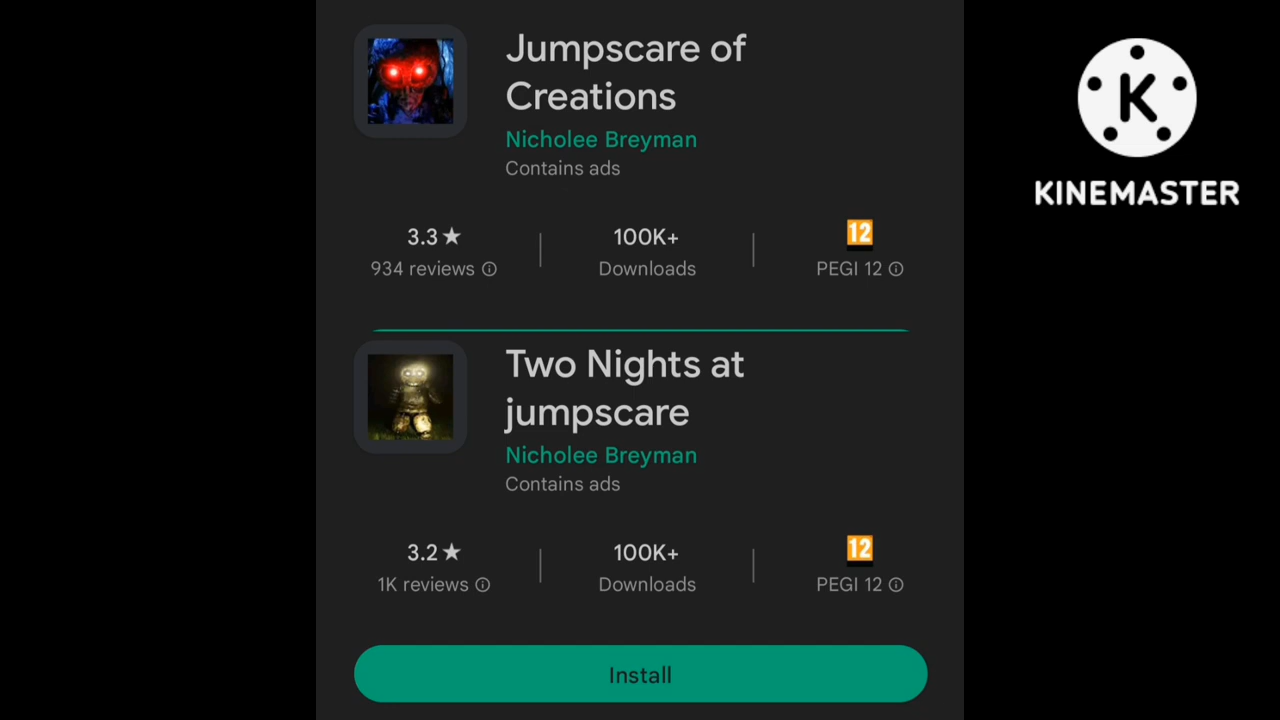 Jumpscare of
Creations
Nicholee Breyman
Contains ads
3.3 ★ 100K+ 12
934 reviews Downloads PEGI 12
Two Nights at
jumpscare
Nicholee Breyman
Contains ads
3.2 ★ 100K+ 12
1K reviews Downloads PEGI 12
Install
K
KINEMASTER